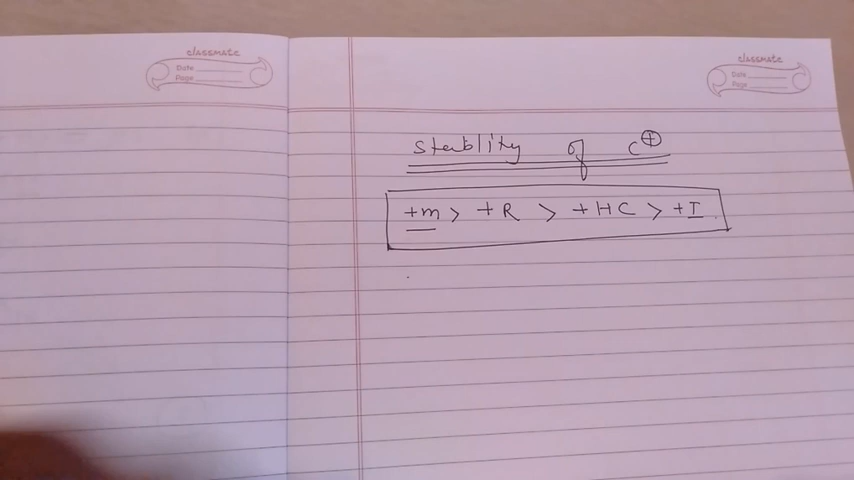 classmate
Date
Page
classmate
Date
Page
Stablity of C⊕
+m > +R > +HC > +I